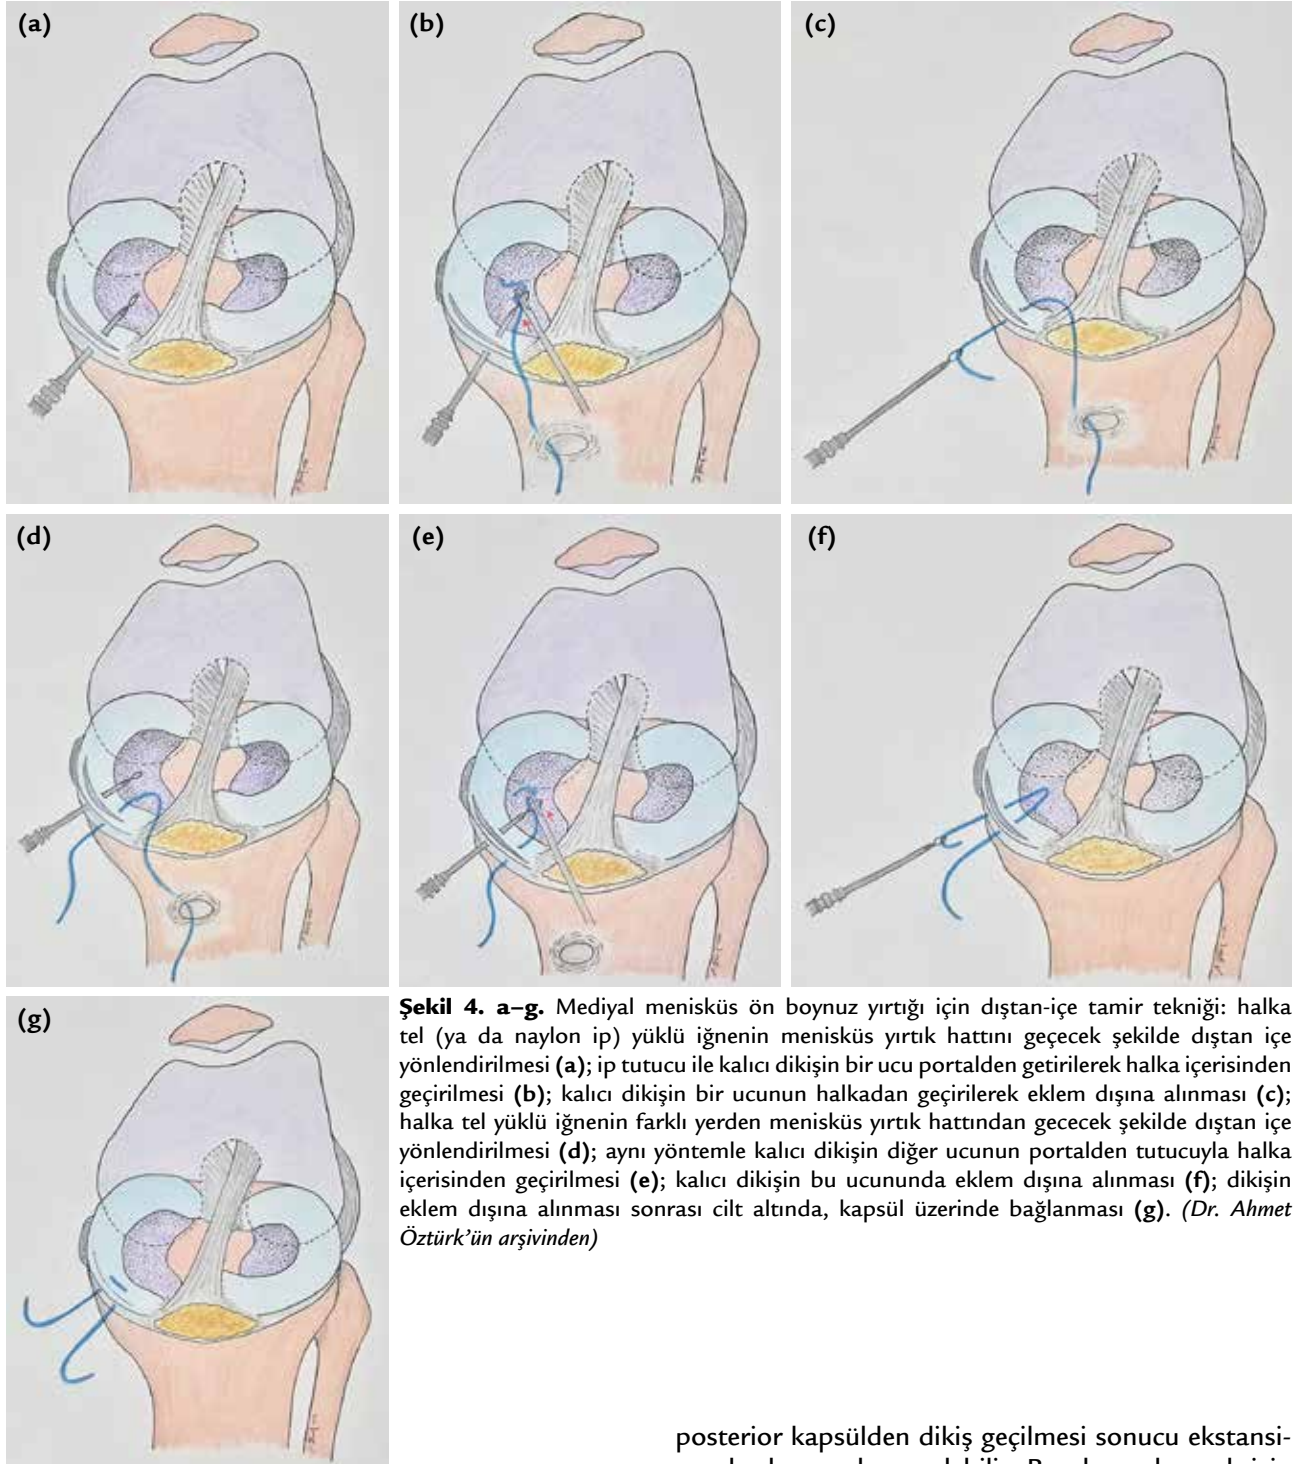 (a)
(b)
(c)
(d)
(e)
(f)
(g)
Şekil 4. a–g. Mediyal menisküs ön boynuz yırtığı için dıştan-içe tamir tekniği: halka
tel (ya da naylon ip) yüklü iğnenin menisküs yırtık hattını geçecek şekilde dıştan içe
yönlendirilmesi (a); ip tutucu ile kalıcı dikişin bir ucu portalden getirilerek halka içerisinden
geçirilmesi (b); kalıcı dikişin bir ucunun halkadan geçirilerek eklem dışına alınması (c);
halka tel yüklü iğnenin farklı yerden menisküs yırtık hattından gececek şekilde dıştan içe
yönlendirilmesi (d); aynı yöntemle kalıcı dikişin diğer ucunun portalden tutucuyla halka
içerisinden geçirilmesi (e); kalıcı dikişin bu ucununda eklem dışına alınması (f); dikişin
eklem dışına alınması sonrası cilt altında, kapsül üzerinde bağlanması (g). (Dr. Ahmet
Öztürk’ün arşivinden)
posterior kapsülden dikiş geçilmesi sonucu ekstansi-